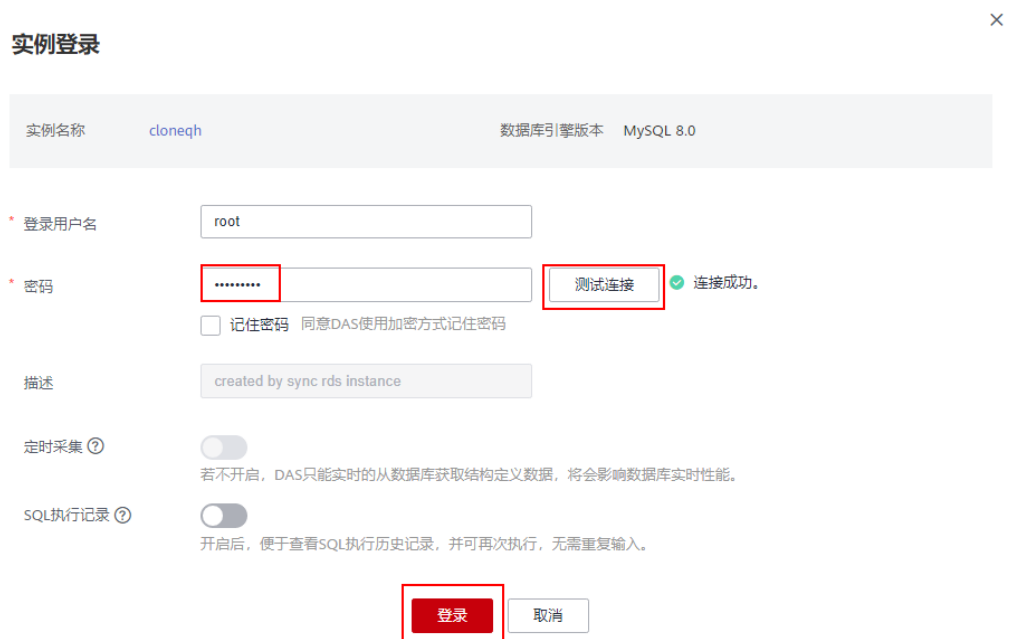 实例登录
实例名称 cloneqh 数据库引擎版本 MySQL 8.0
* 登录用户名 root
* 密码 ••••••••• 测试连接 连接成功。
记住密码 同意DAS使用加密方式记住密码
描述 created by sync rds instance
定时采集 ?
若不开启，DAS只能实时的从数据库获取结构定义数据，将会影响数据库实时性能。
SQL执行记录 ?
开启后，便于查看SQL执行历史记录，并可再次执行，无需重复输入。
登录 取消